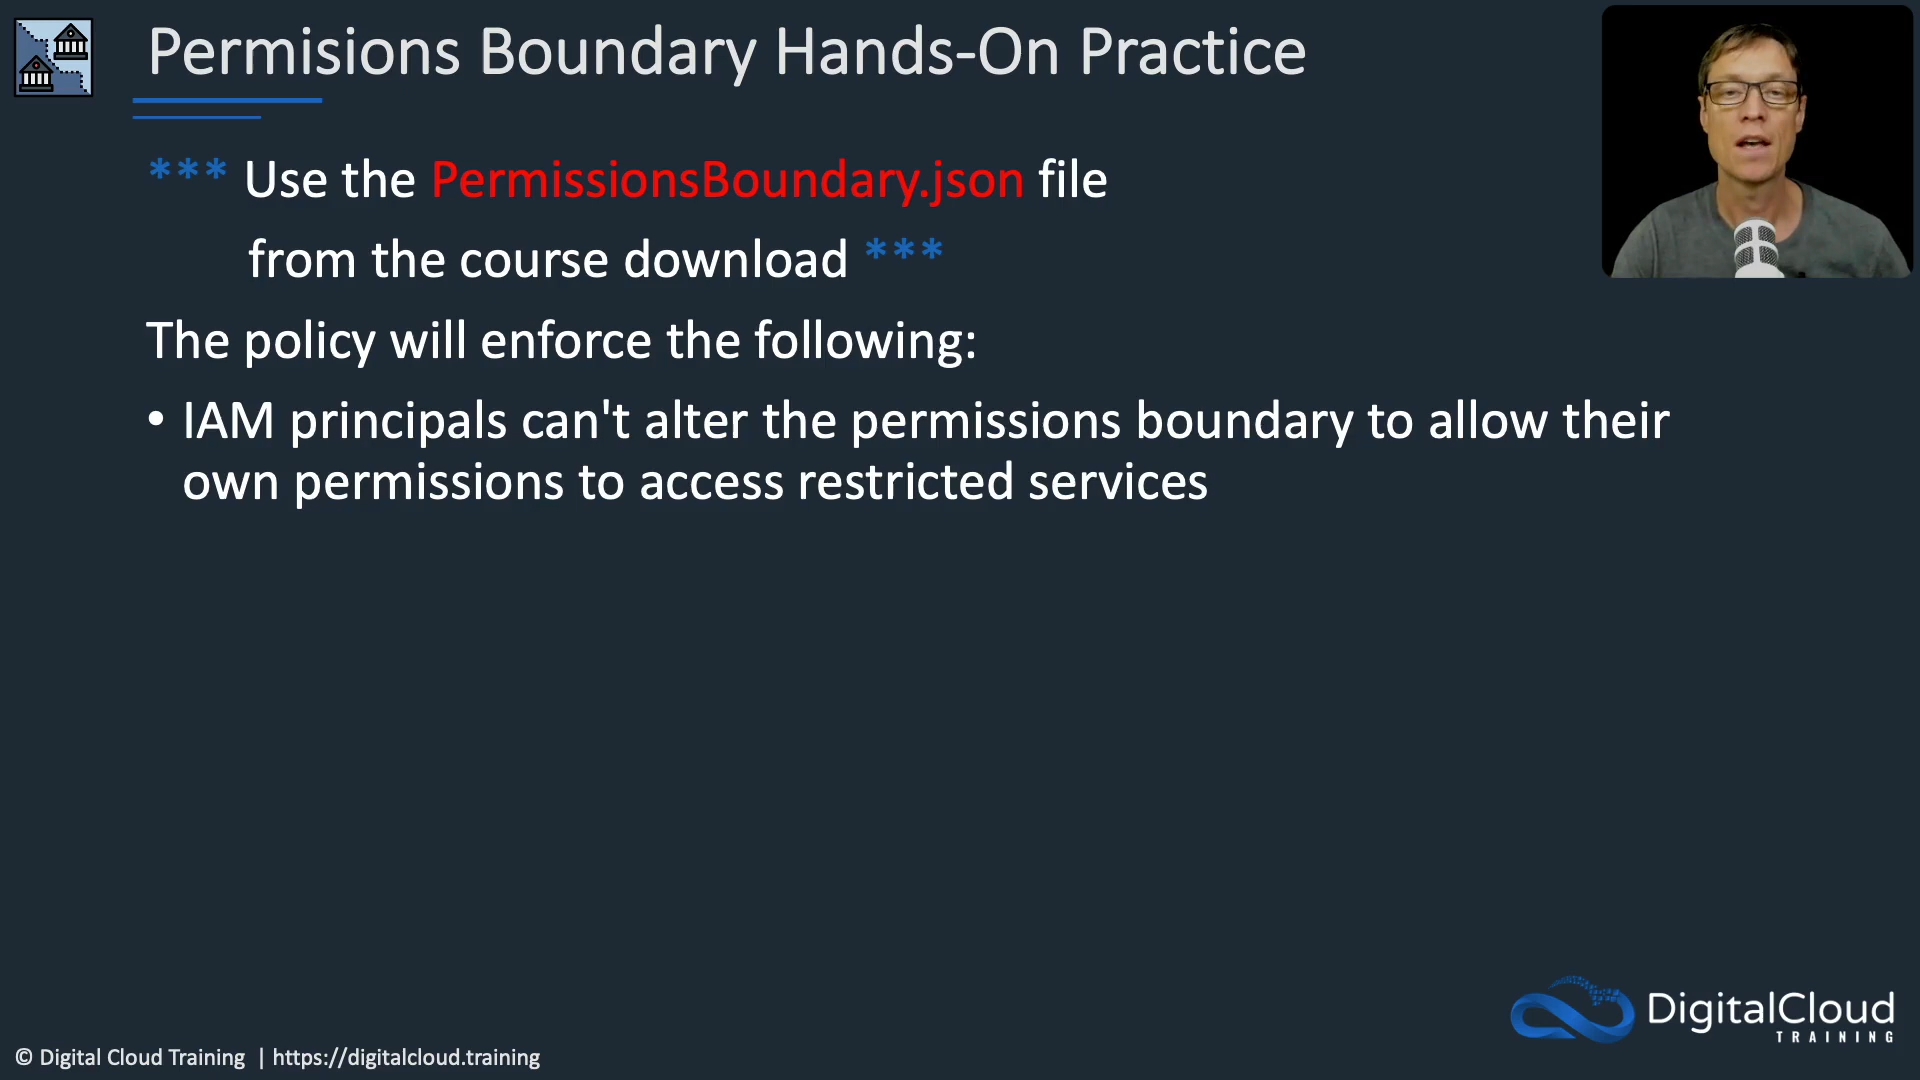 Permisions Boundary Hands-On Practice
*** Use the PermissionsBoundary.json file
from the course download ***
The policy will enforce the following:
• IAM principals can't alter the permissions boundary to allow their
own permissions to access restricted services
DigitalCloud
TRAINING
© Digital Cloud Training | https://digitalcloud.training